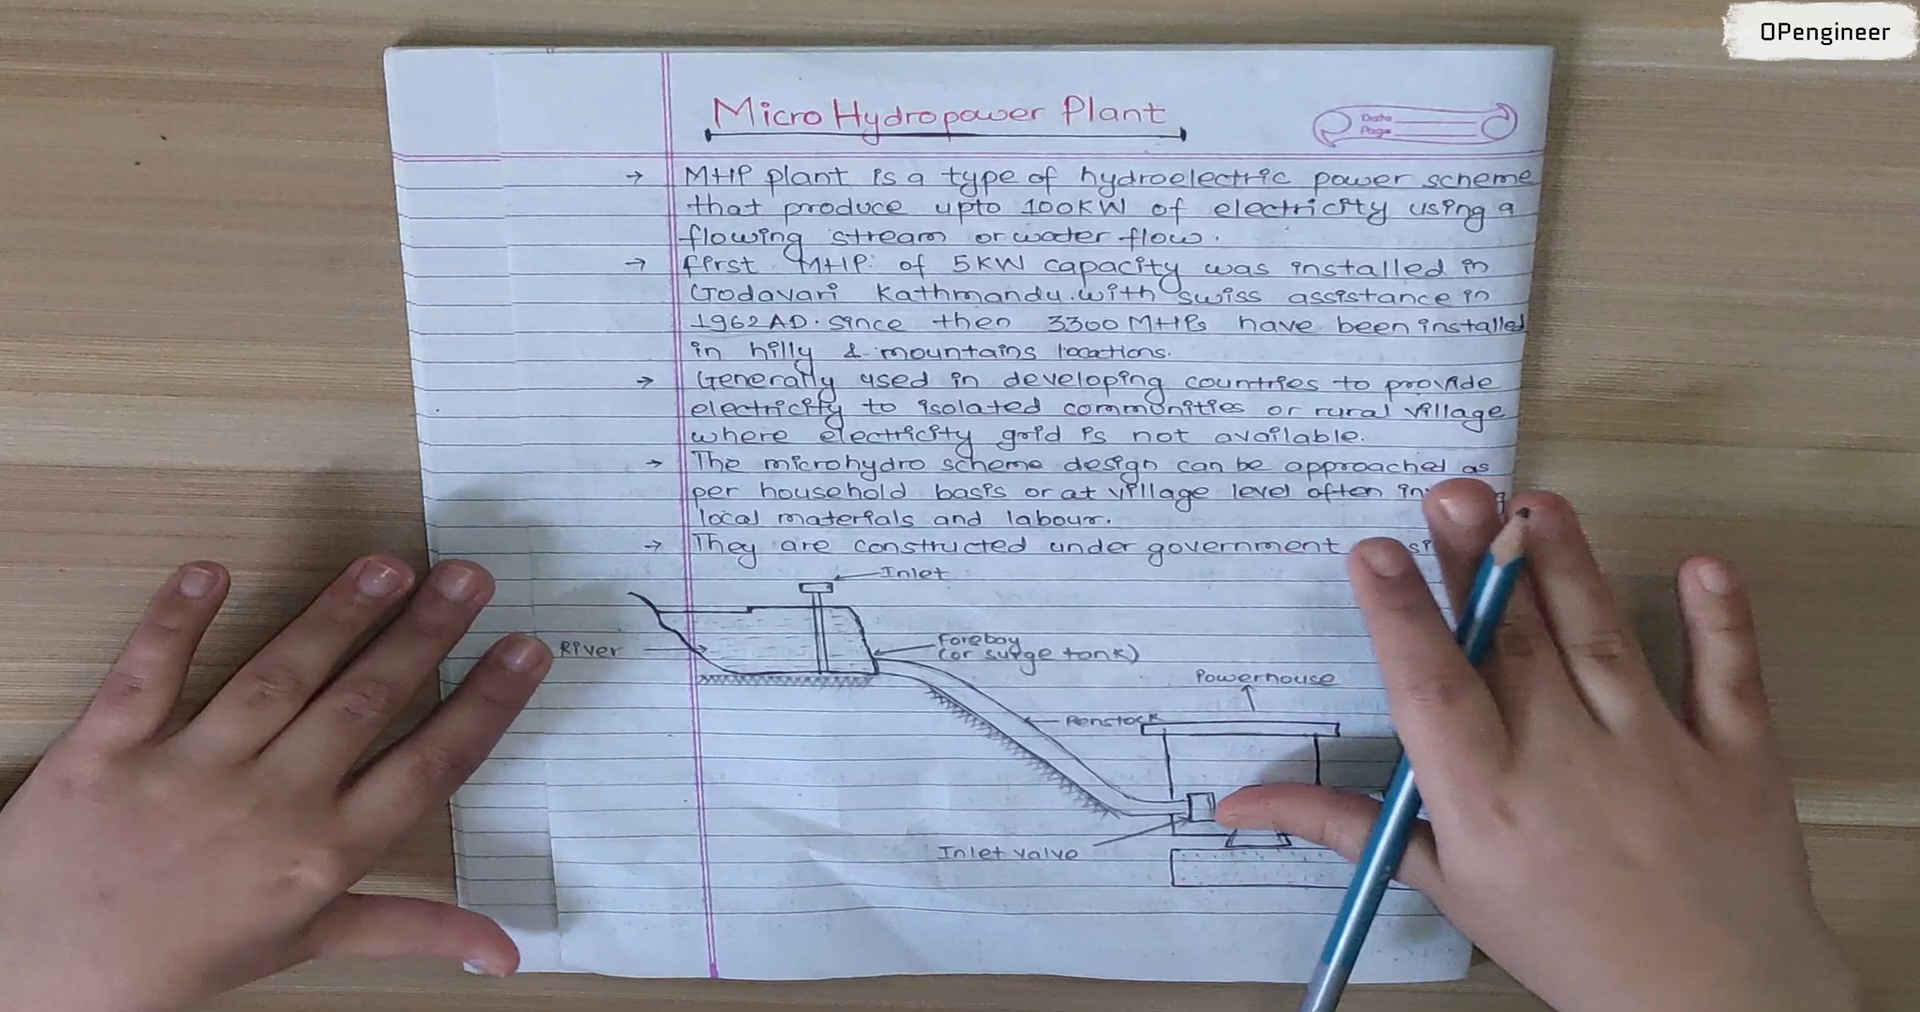 OPengineer
Micro Hydropower Plant
Date
Page
→ MHP plant is a type of hydroelectric power scheme
that produce upto 100KW of electricity using a
flowing stream or water flow.
→ first MHP of 5KW capacity was installed in
Godavari Kathmandu with swiss assistance in
1962AD. since then 3300 MHPs have been installed
in hilly & mountains locations.
→ Generally used in developing countries to provide
electricity to isolated communities or rural village
where electricity grid is not available.
→ The microhydro scheme design can be approached as
per household basis or at village level often
local materials and labour.
→ They are constructed under government
Inlet
River
Forebay
(or surge tank)
Powerhouse
Penstock
Inlet valve